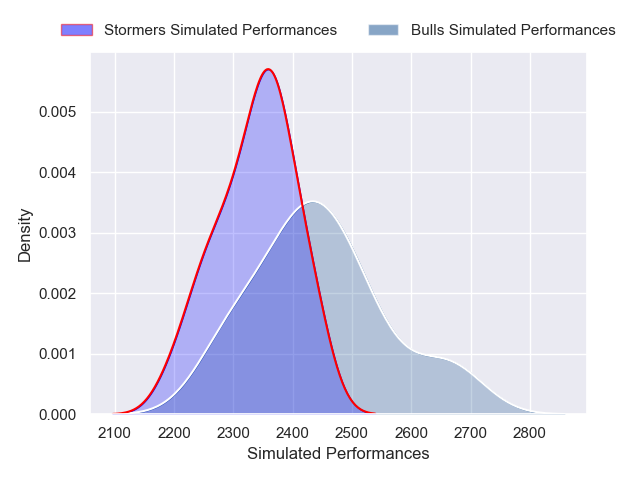 Stormers Simulated Performances
Bulls Simulated Performances
0.005
0.004
0.003
0.002
0.001
0.000
Density
2100 2200 2300 2400 2500 2600 2700 2800
Simulated Performances